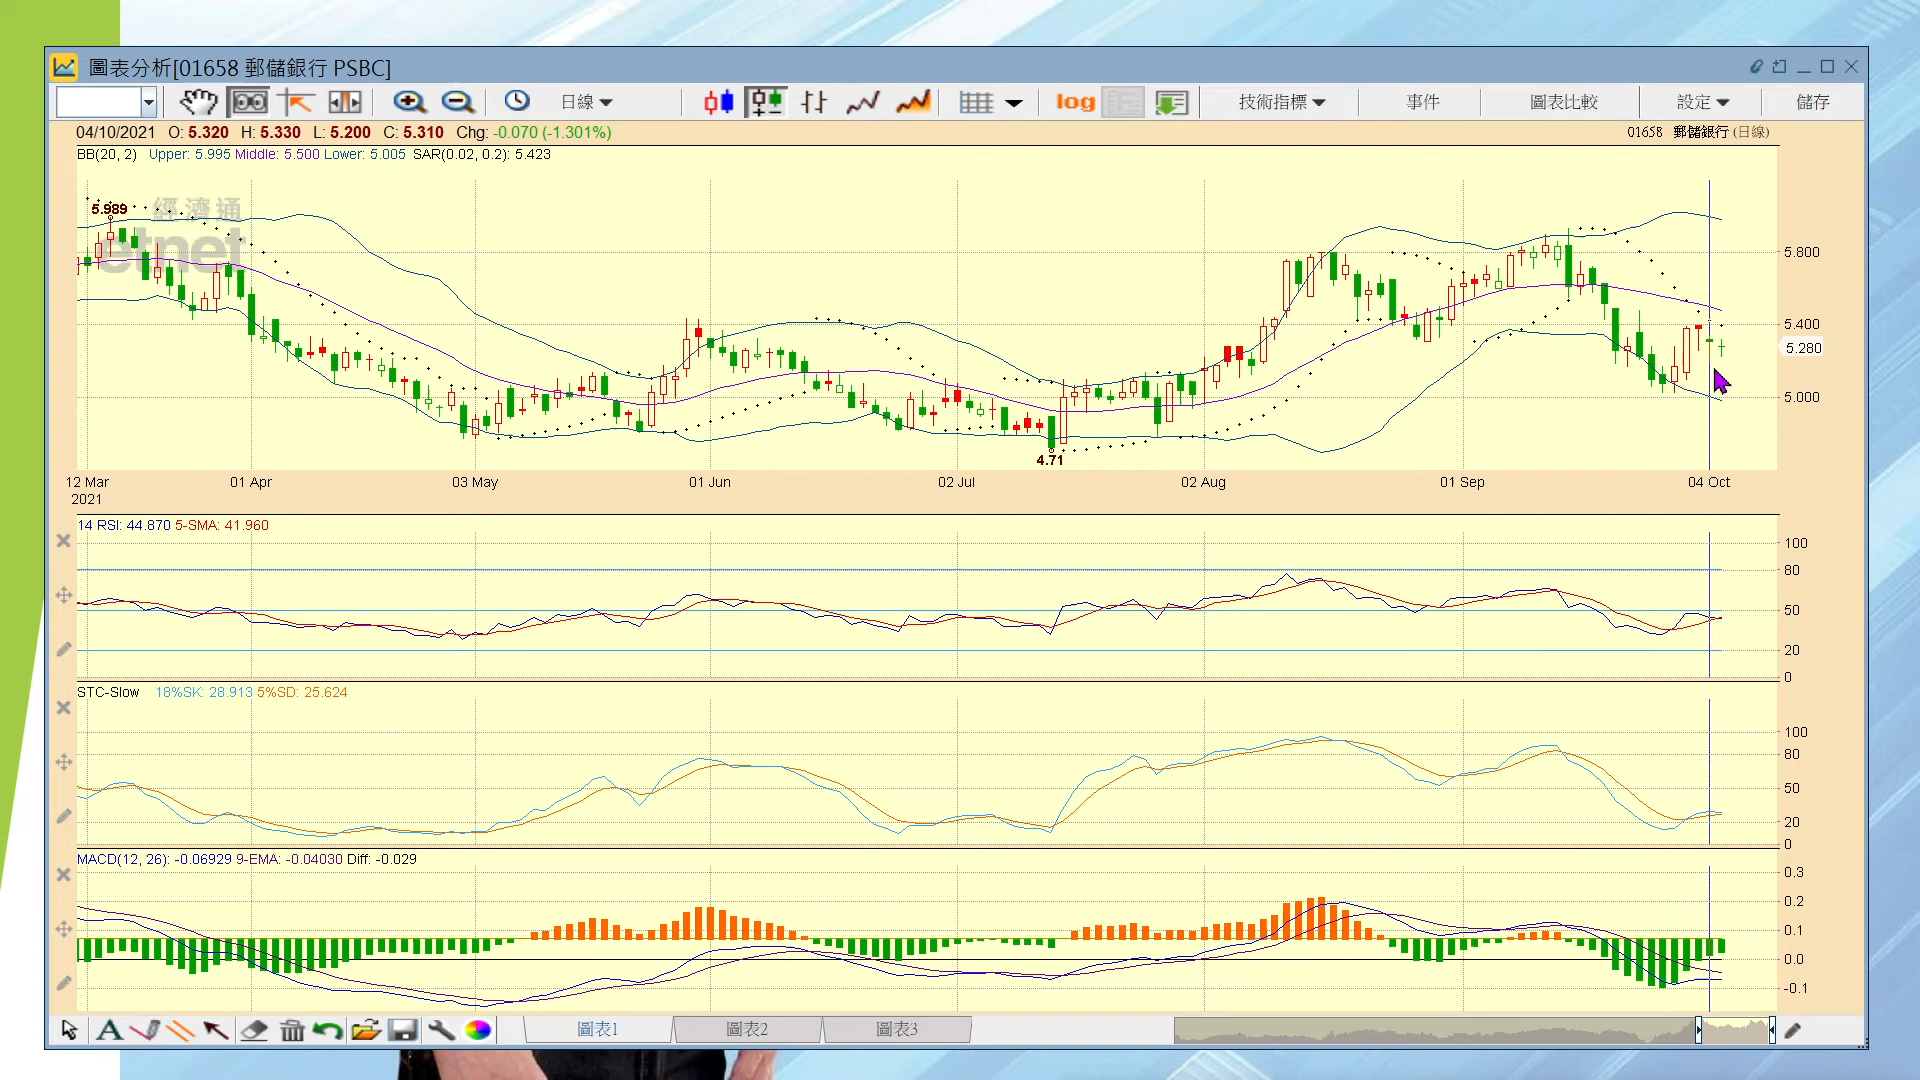 圖表分析[01658 郵儲銀行 PSBC]
日線
log
技術指標
事件
圖表比較
設定
儲存
04/10/2021 O: 5.320 H: 5.330 L: 5.200 C: 5.310 Chg: -0.070 (-1.301%)
01658 郵儲銀行 (日線)
BB(20, 2) Upper: 5.995 Middle: 5.500 Lower: 5.005 SAR(0.02, 0.2): 5.423
5.989
經濟通
etnet
5.800
5.400
5.280
5.000
4.71
12 Mar 01 Apr 03 May 01 Jun 02 Jul 02 Aug 01 Sep 04 Oct
2021
14 RSI: 44.870 5-SMA: 41.960
100
80
50
20
0
STC-Slow 18%SK: 28.913 5%SD: 25.624
100
80
50
20
0
MACD(12, 26): -0.06929 9-EMA: -0.04030 Diff: -0.029
0.3
0.2
0.1
0.0
-0.1
圖表1
圖表2
圖表3